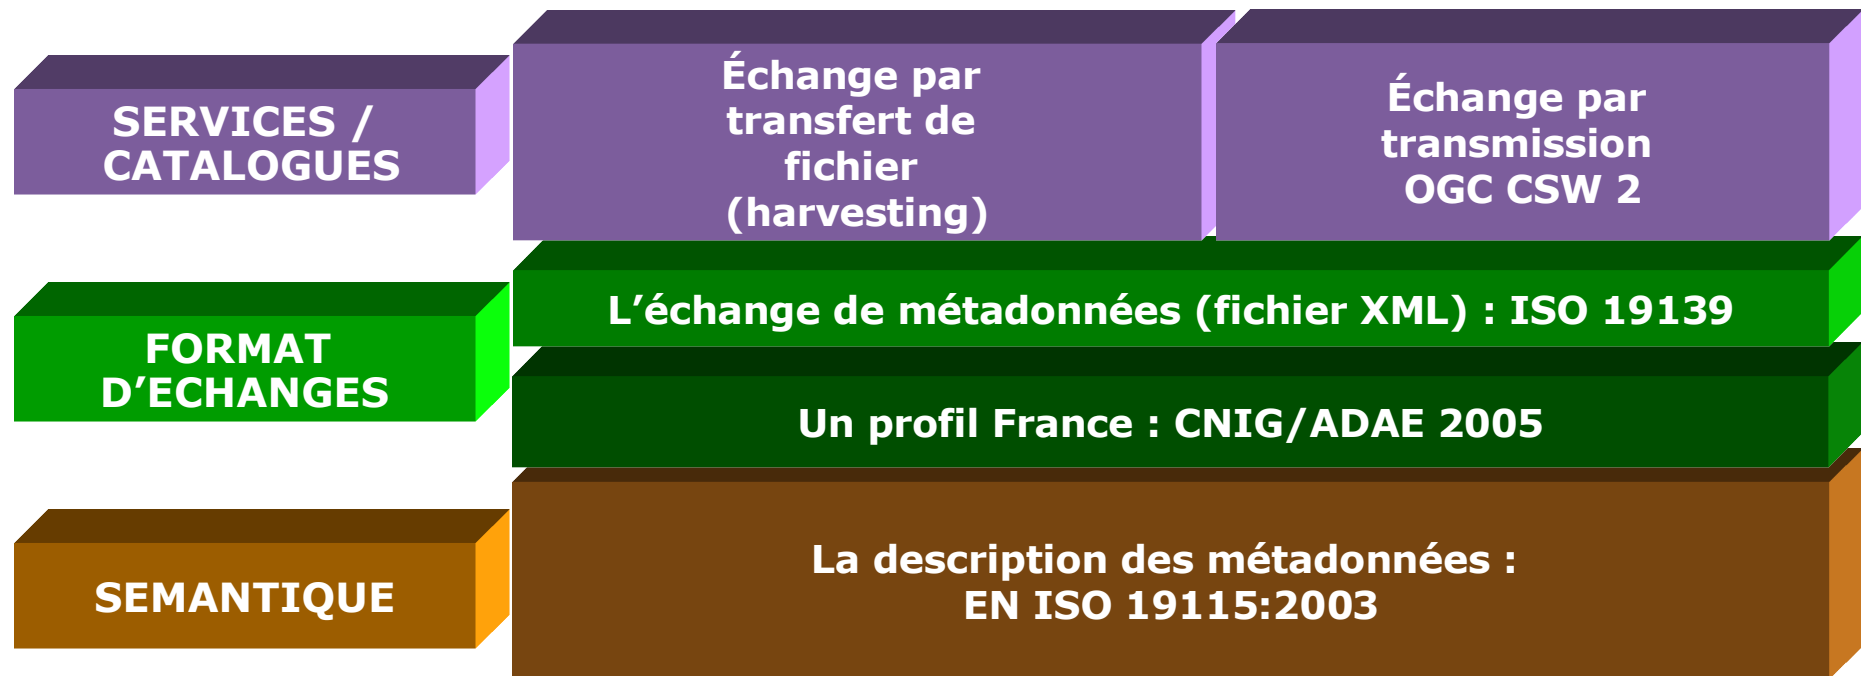 SERVICES /
CATALOGUES
Échange par
transfert de
fichier
(harvesting)
Échange par
transmission
OGC CSW 2
FORMAT
D’ECHANGES
L’échange de métadonnées (fichier XML) : ISO 19139
Un profil France : CNIG/ADAE 2005
SEMANTIQUE
La description des métadonnées :
EN ISO 19115:2003